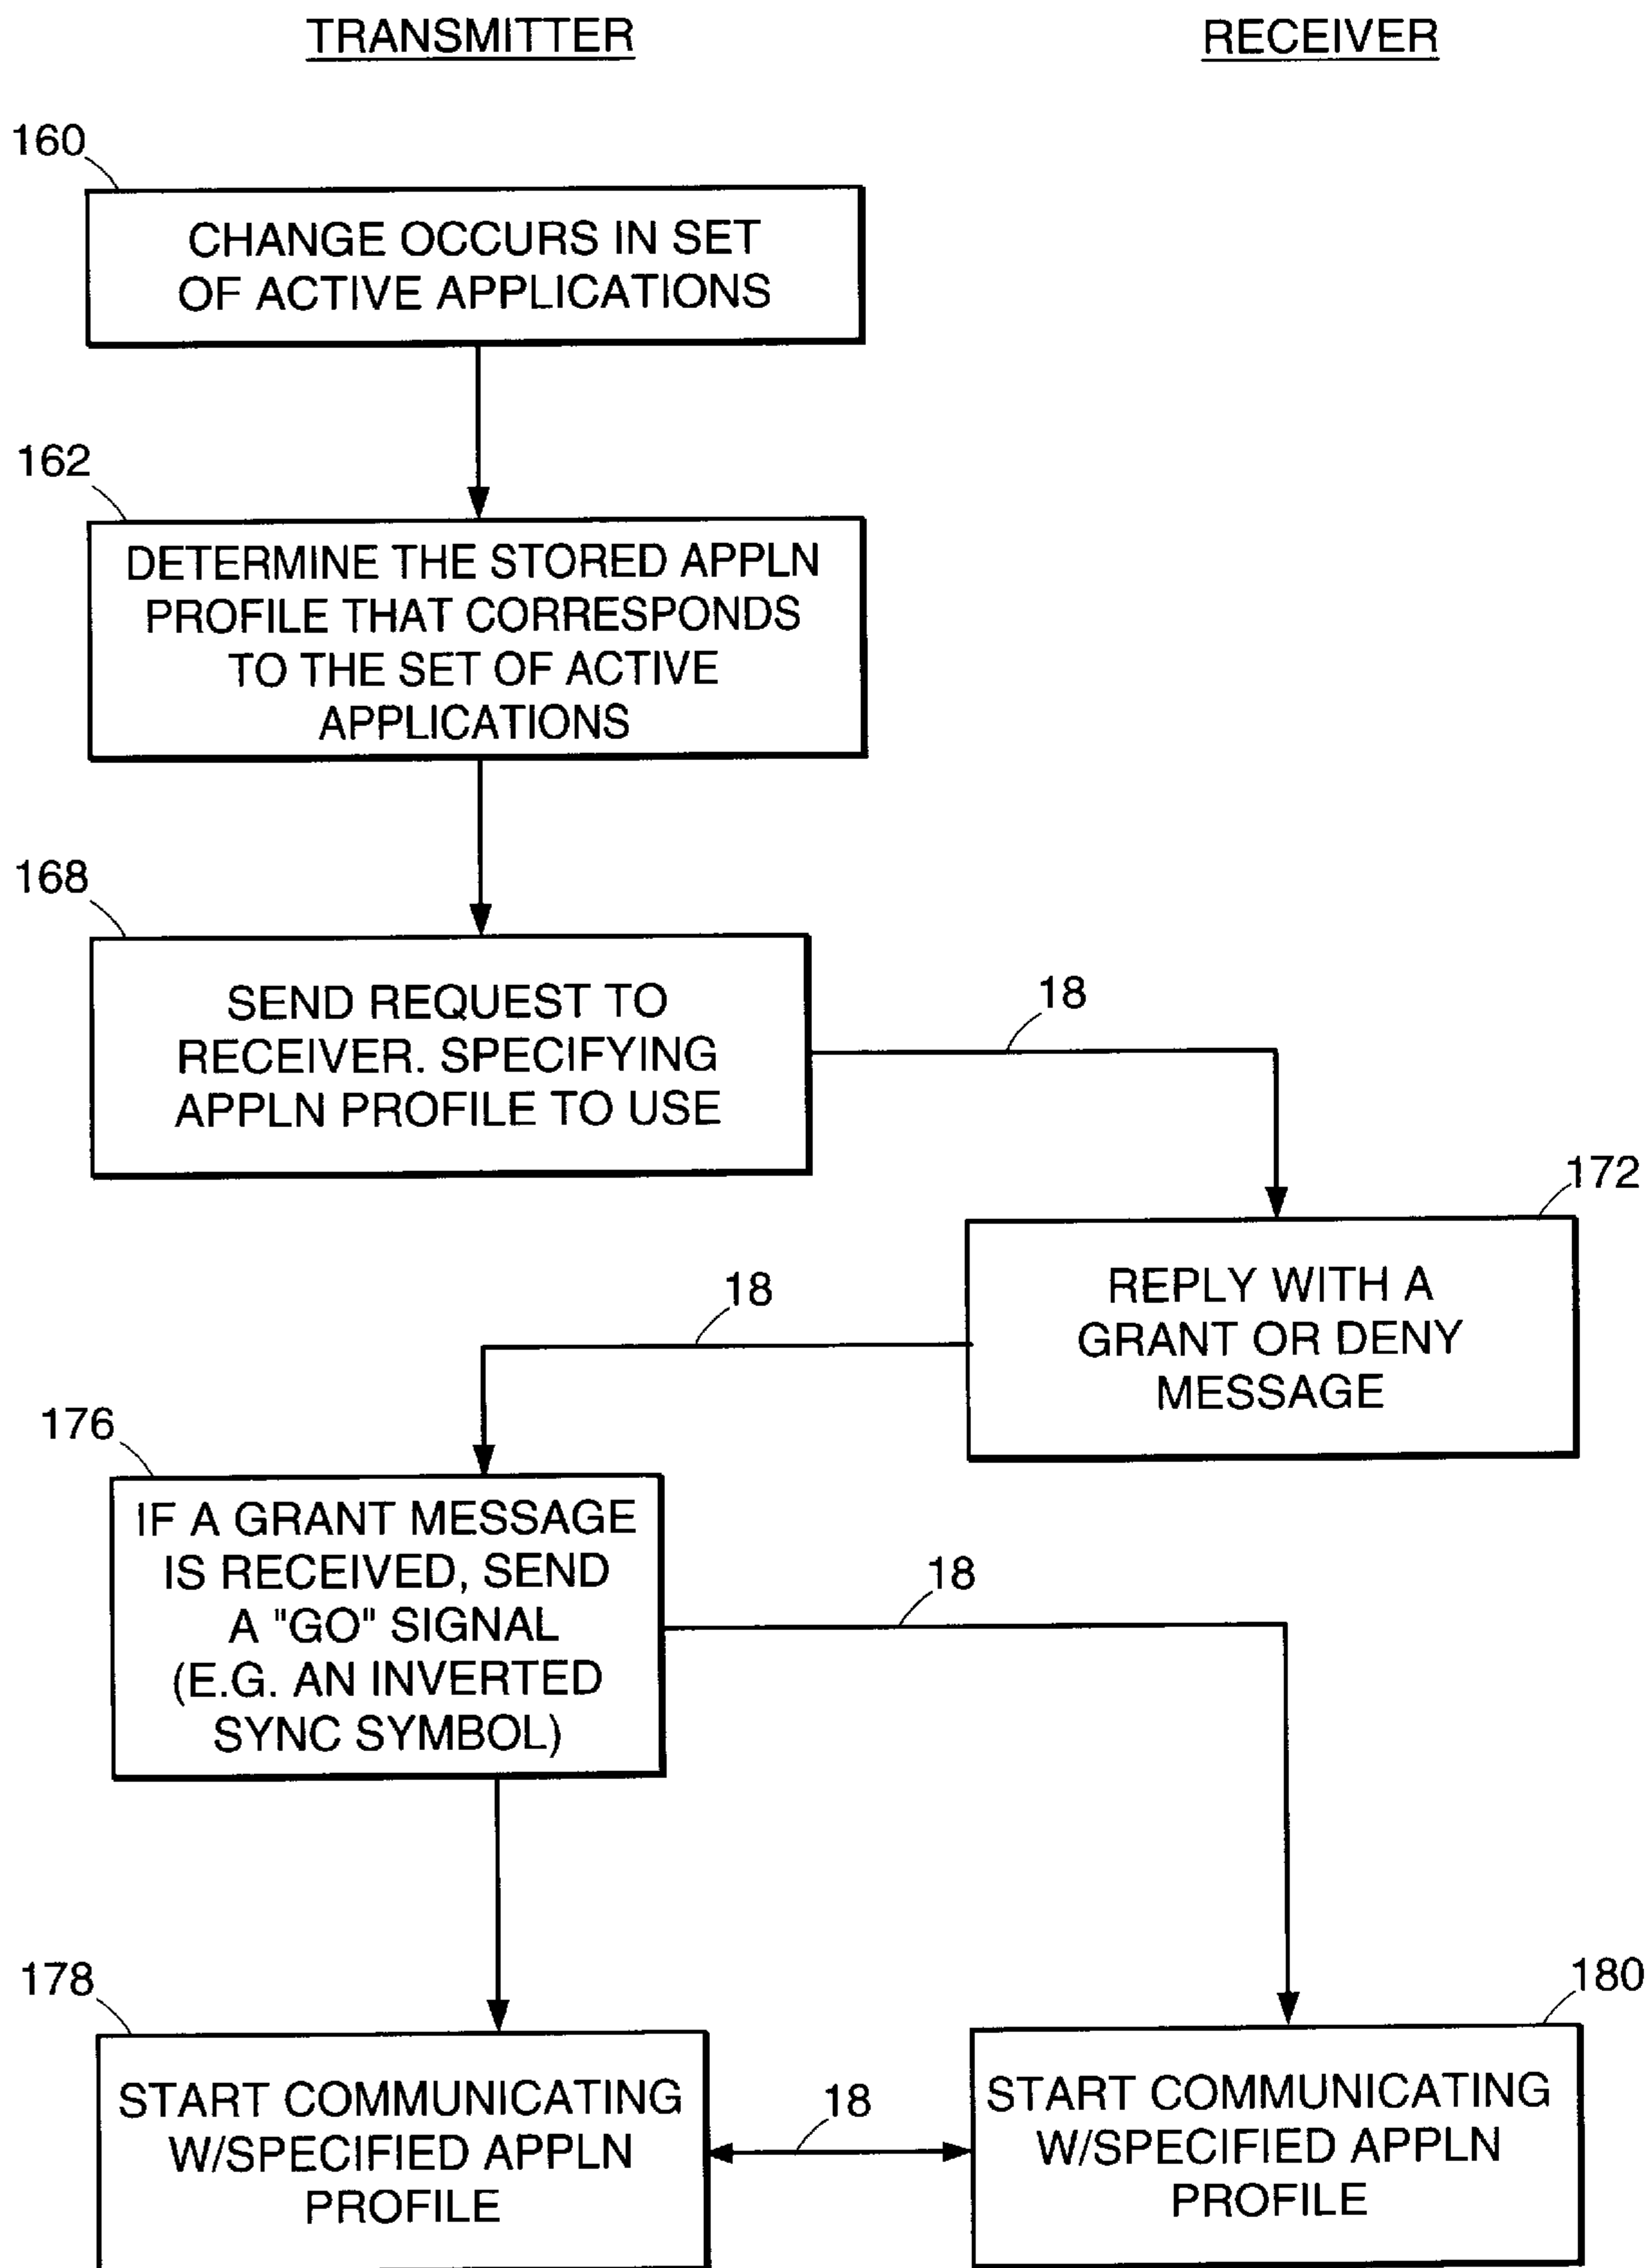 TRANSMITTER
RECEIVER
160
CHANGE OCCURS IN SET
OF ACTIVE APPLICATIONS
162
DETERMINE THE STORED APPLN
PROFILE THAT CORRESPONDS
TO THE SET OF ACTIVE
APPLICATIONS
168
SEND REQUEST TO
RECEIVER. SPECIFYING
APPLN PROFILE TO USE
18
172
REPLY WITH A
GRANT OR DENY
MESSAGE
18
176
IF A GRANT MESSAGE
IS RECEIVED, SEND
A "GO" SIGNAL
(E.G. AN INVERTED
SYNC SYMBOL)
18
178
START COMMUNICATING
W/SPECIFIED APPLN
PROFILE
18
180
START COMMUNICATING
W/SPECIFIED APPLN
PROFILE